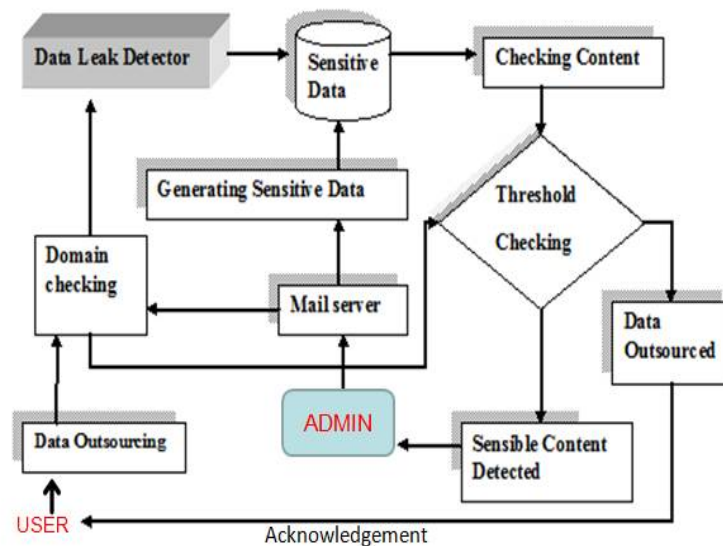 Data Leak Detector
Sensitive
Data
Checking Content
Generating Sensitive Data
Threshold
Checking
Domain
checking
Mail server
Data
Outsourced
ADMIN
Data Outsourcing
Sensible Content
Detected
USER
Acknowledgement